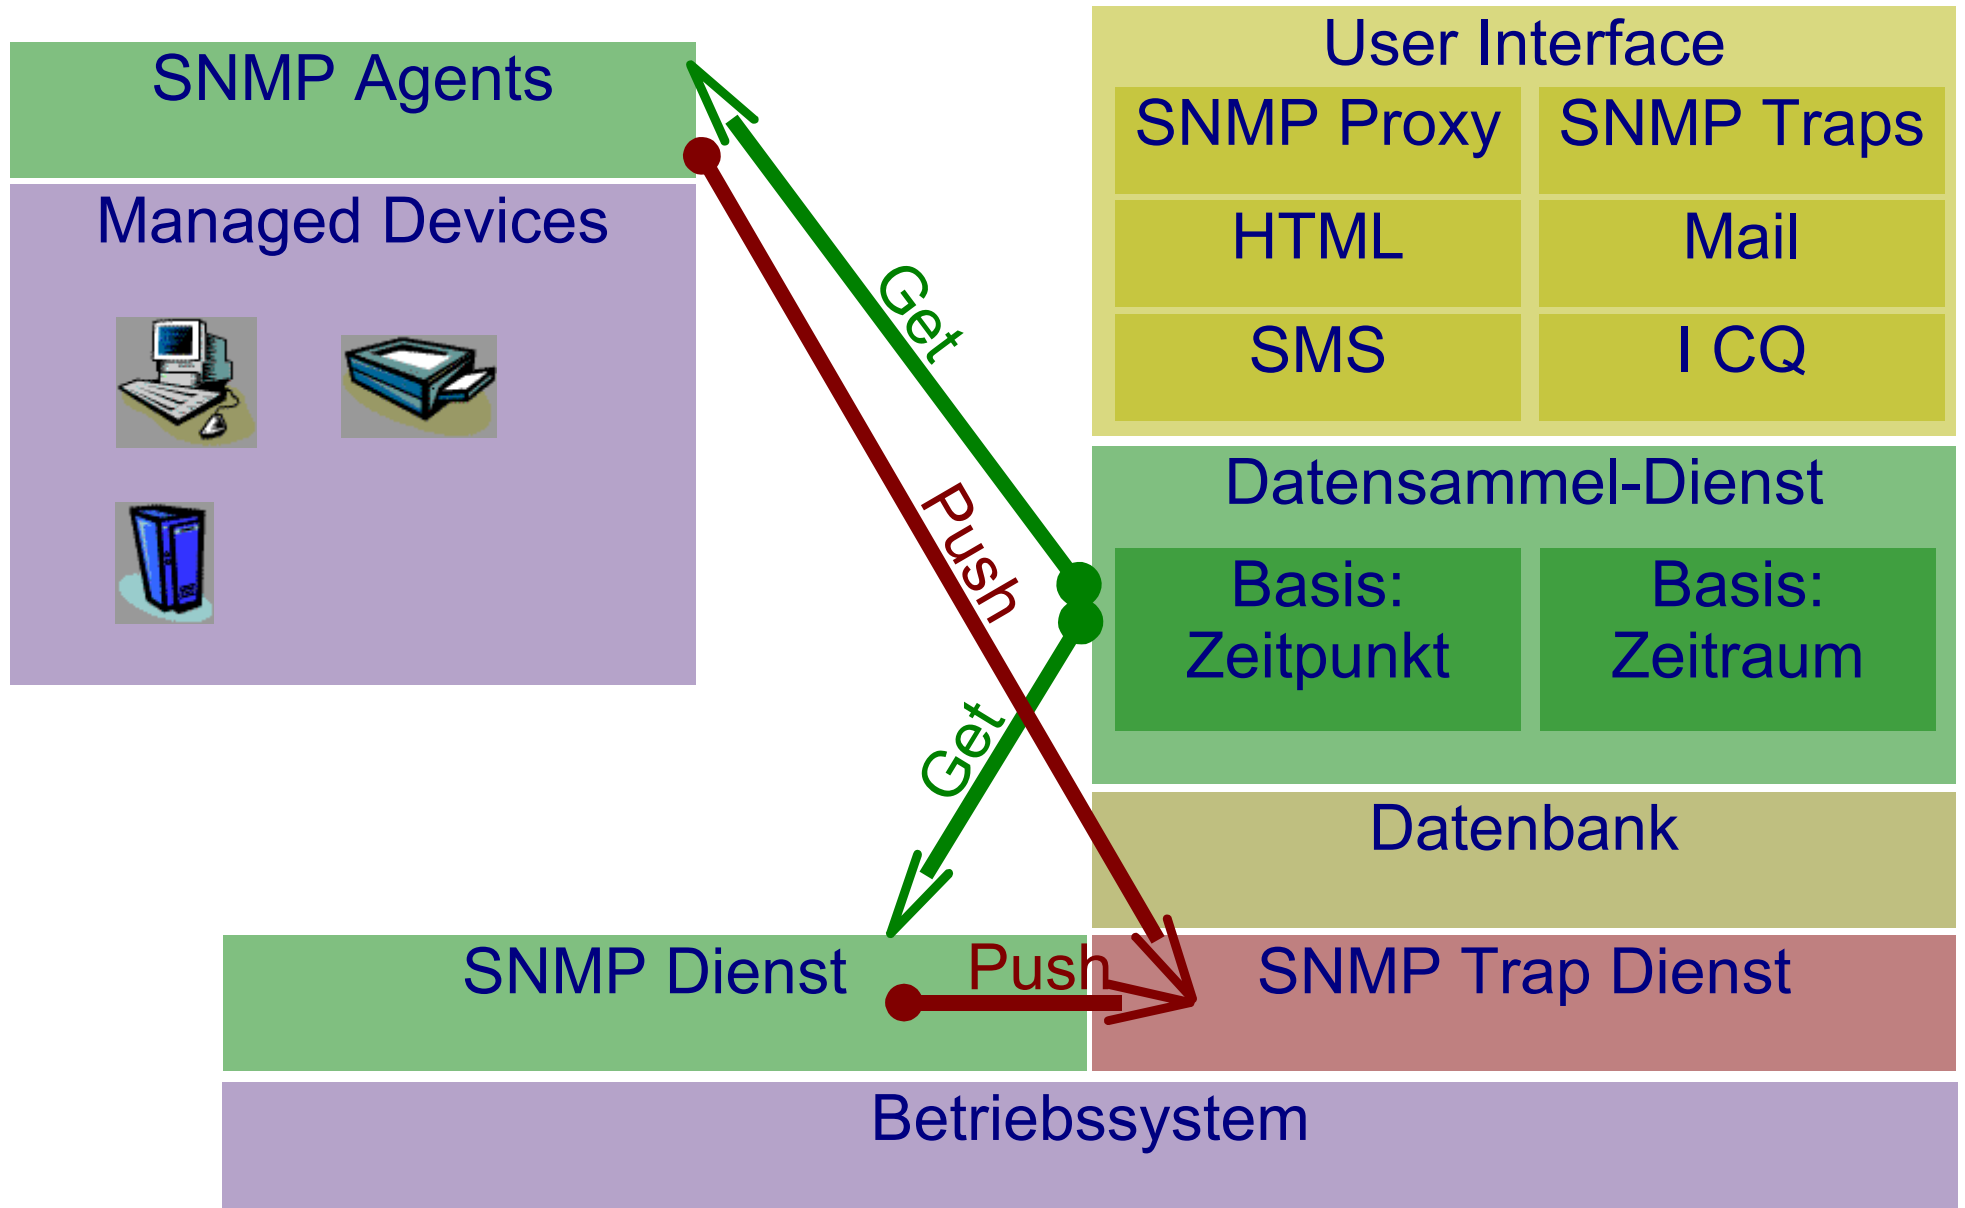 SNMP Agents
Managed Devices
Get
Push
Get
User Interface
SNMP Proxy
SNMP Traps
HTML
Mail
SMS
I CQ
Datensammel-Dienst
Basis:
Zeitpunkt
Basis:
Zeitraum
Datenbank
SNMP Dienst
Push
SNMP Trap Dienst
Betriebssystem